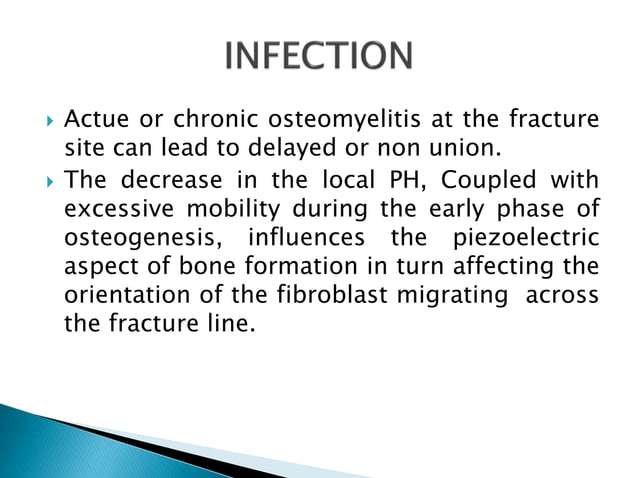 INFECTION
Actue or chronic osteomyelitis at the fracture
site can lead to delayed or non union.
The decrease in the local PH, Coupled with
excessive mobility during the early phase of
osteogenesis, influences the piezoelectric
aspect of bone formation in turn affecting the
orientation of the fibroblast migrating across
the fracture line.